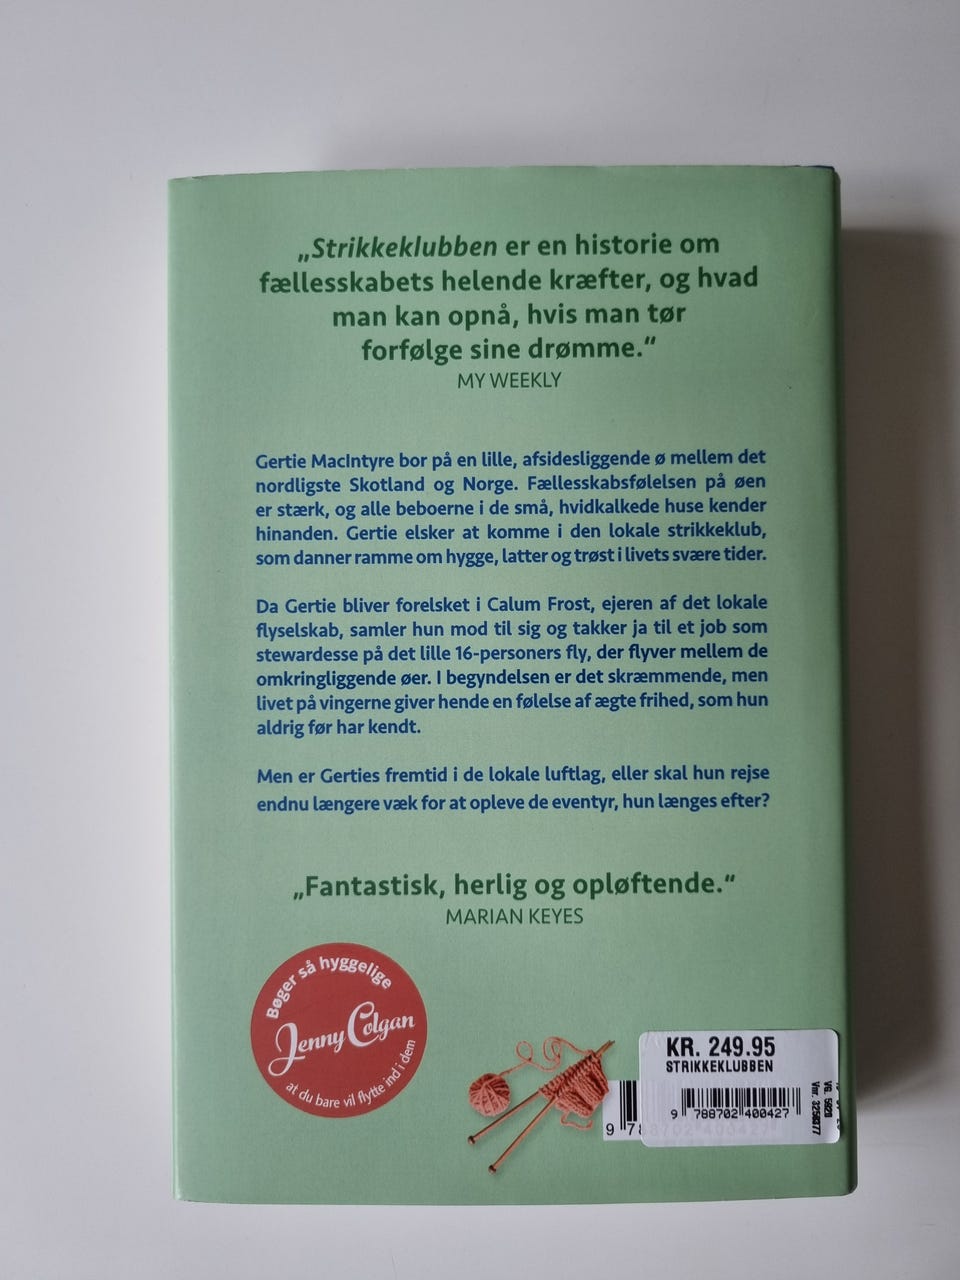 „Strikkeklubben er en historie om
fællesskabets helende kræfter, og hvad
man kan opnå, hvis man tør
forfølge sine drømme.“
MY WEEKLY
Gertie MacIntyre bor på en lille, afsidesliggende ø mellem det
nordligste Skotland og Norge. Fællesskabsfølelsen på øen
er stærk, og alle beboerne i de små, hvidkalkede huse kender
hinanden. Gertie elsker at komme i den lokale strikkeklub,
som danner ramme om hygge, latter og trøst i livets svære tider.
Da Gertie bliver forelsket i Calum Frost, ejeren af det lokale
flyselskab, samler hun mod til sig og takker ja til et job som
stewardesse på det lille 16-personers fly, der flyver mellem de
omkringliggende øer. I begyndelsen er det skræmmende, men
livet på vingerne giver hende en følelse af ægte frihed, som hun
aldrig før har kendt.
Men er Gerties fremtid i de lokale luftlag, eller skal hun rejse
endnu længere væk for at opleve de eventyr, hun længes efter?
„Fantastisk, herlig og opløftende.“
MARIAN KEYES
Bøger så hyggelige
Jenny Colgan
at du bare vil flytte ind i dem
KR. 249.95
STRIKKEKLUBBEN
9 788702 400427
9 788702 400427